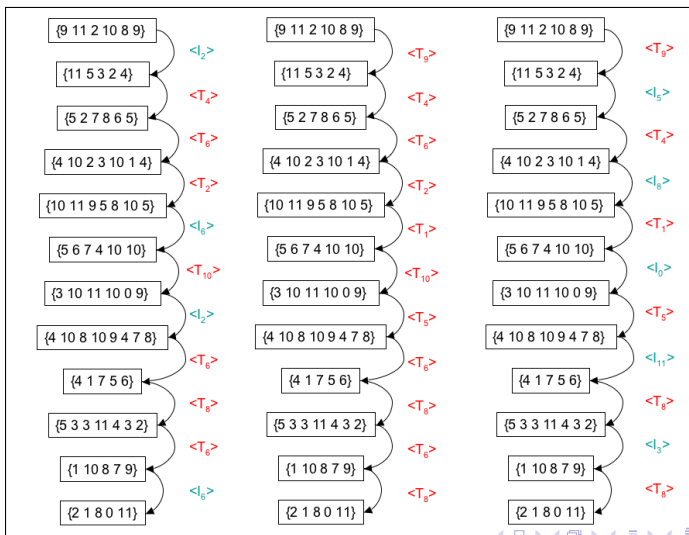 {9 11 2 10 8 9}
<I₂>
{11 5 3 2 4}
<T₄>
{5 2 7 8 6 5}
<T₆>
{4 10 2 3 10 1 4}
<T₂>
{10 11 9 5 8 10 5}
<I₆>
{5 6 7 4 10 10}
<T₁₀>
{3 10 11 10 0 9}
<I₂>
{4 10 8 10 9 4 7 8}
<T₆>
{4 1 7 5 6}
<T₈>
{5 3 3 11 4 3 2}
<T₆>
{1 10 8 7 9}
<I₆>
{2 1 8 0 11}
{9 11 2 10 8 9}
<T₉>
{11 5 3 2 4}
<T₄>
{5 2 7 8 6 5}
<T₆>
{4 10 2 3 10 1 4}
<T₂>
{10 11 9 5 8 10 5}
<T₁>
{5 6 7 4 10 10}
<T₁₀>
{3 10 11 10 0 9}
<T₅>
{4 10 8 10 9 4 7 8}
<T₆>
{4 1 7 5 6}
<T₈>
{5 3 3 11 4 3 2}
<T₆>
{1 10 8 7 9}
<T₈>
{2 1 8 0 11}
{9 11 2 10 8 9}
<T₉>
{11 5 3 2 4}
<I₅>
{5 2 7 8 6 5}
<T₄>
{4 10 2 3 10 1 4}
<I₈>
{10 11 9 5 8 10 5}
<T₁>
{5 6 7 4 10 10}
<I₀>
{3 10 11 10 0 9}
<T₅>
{4 10 8 10 9 4 7 8}
<I₁₁>
{4 1 7 5 6}
<T₈>
{5 3 3 11 4 3 2}
<I₃>
{1 10 8 7 9}
<T₈>
{2 1 8 0 11}